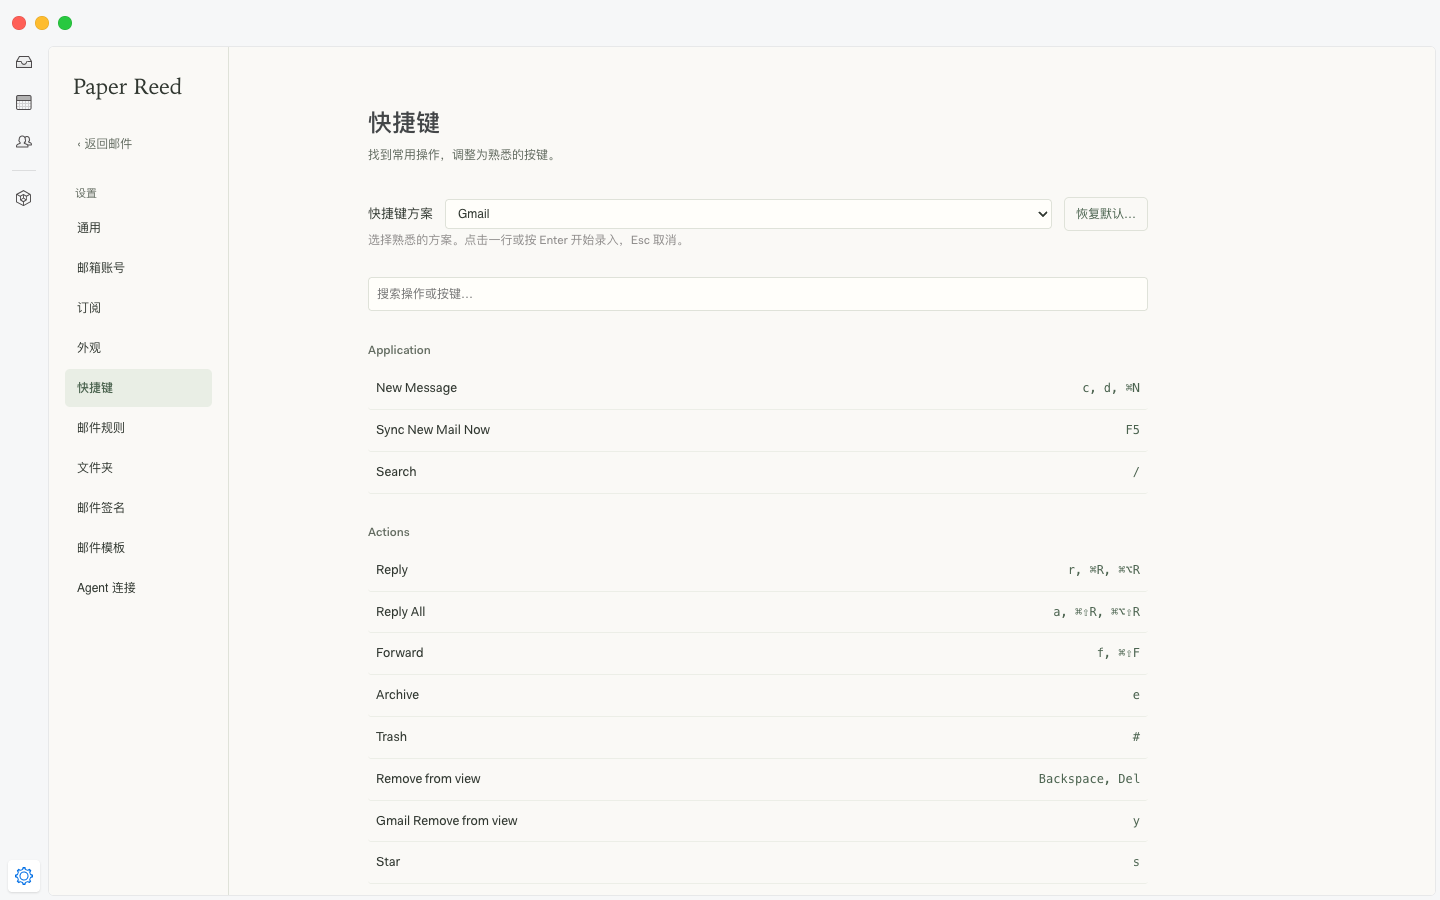 Paper Reed
‹ 返回邮件
设置
通用
邮箱账号
订阅
外观
快捷键
邮件规则
文件夹
邮件签名
邮件模板
Agent 连接
快捷键
找到常用操作，调整为熟悉的按键。
快捷键方案 Gmail 恢复默认...
选择熟悉的方案。点击一行或按 Enter 开始录入，Esc 取消。
搜索操作或按键...
Application
New Message c, d, ⌘N
Sync New Mail Now F5
Search /
Actions
Reply r, ⌘R, ⌘⌥R
Reply All a, ⌘⇧R, ⌘⌥⇧R
Forward f, ⌘⇧F
Archive e
Trash #
Remove from view Backspace, Del
Gmail Remove from view y
Star s